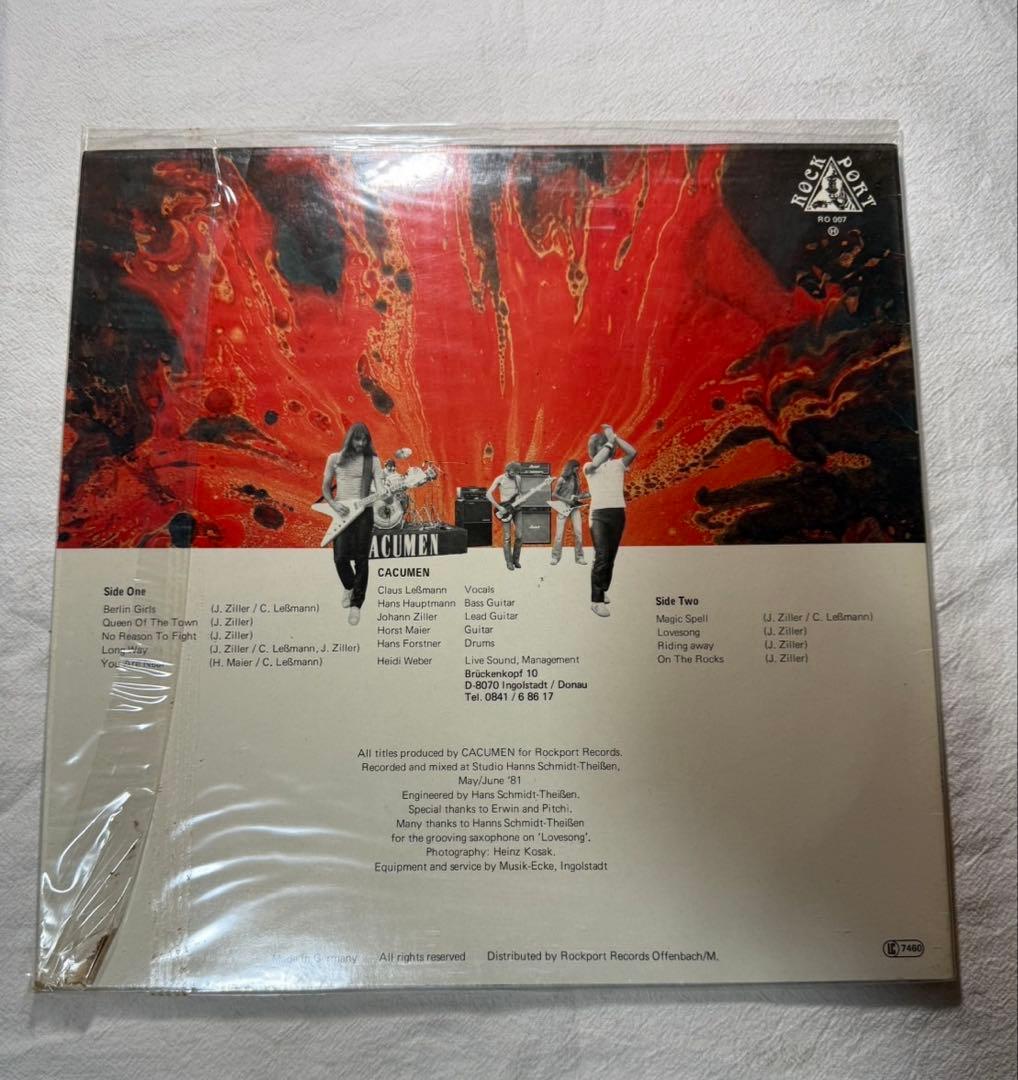 ROCK PORT
RO 007
H
Marshall
Marshall
ACUMEN
Side One
Berlin Girls (J. Ziller / C. Leßmann)
Queen Of The Town (J. Ziller)
No Reason To Fight (J. Ziller)
Long Way (J. Ziller / C. Leßmann, J. Ziller)
You Are (H. Maier / C. Leßmann)
CACUMEN
Claus Leßmann Vocals
Hans Hauptmann Bass Guitar
Johann Ziller Lead Guitar
Horst Maier Guitar
Hans Forstner Drums
Heidi Weber Live Sound, Management
Brückenkopf 10
D-8070 Ingolstadt / Donau
Tel. 0841 / 6 86 17
Side Two
Magic Spell (J. Ziller / C. Leßmann)
Lovesong (J. Ziller)
Riding away (J. Ziller)
On The Rocks (J. Ziller)
All titles produced by CACUMEN for Rockport Records.
Recorded and mixed at Studio Hanns Schmidt-Theißen,
May/June '81
Engineered by Hans Schmidt-Theißen.
Special thanks to Erwin and Pitchi.
Many thanks to Hanns Schmidt-Theißen
for the grooving saxophone on 'Lovesong'.
Photography: Heinz Kosak.
Equipment and service by Musik-Ecke, Ingolstadt
Made in Germany All rights reserved Distributed by Rockport Records Offenbach/M.
LC 7460